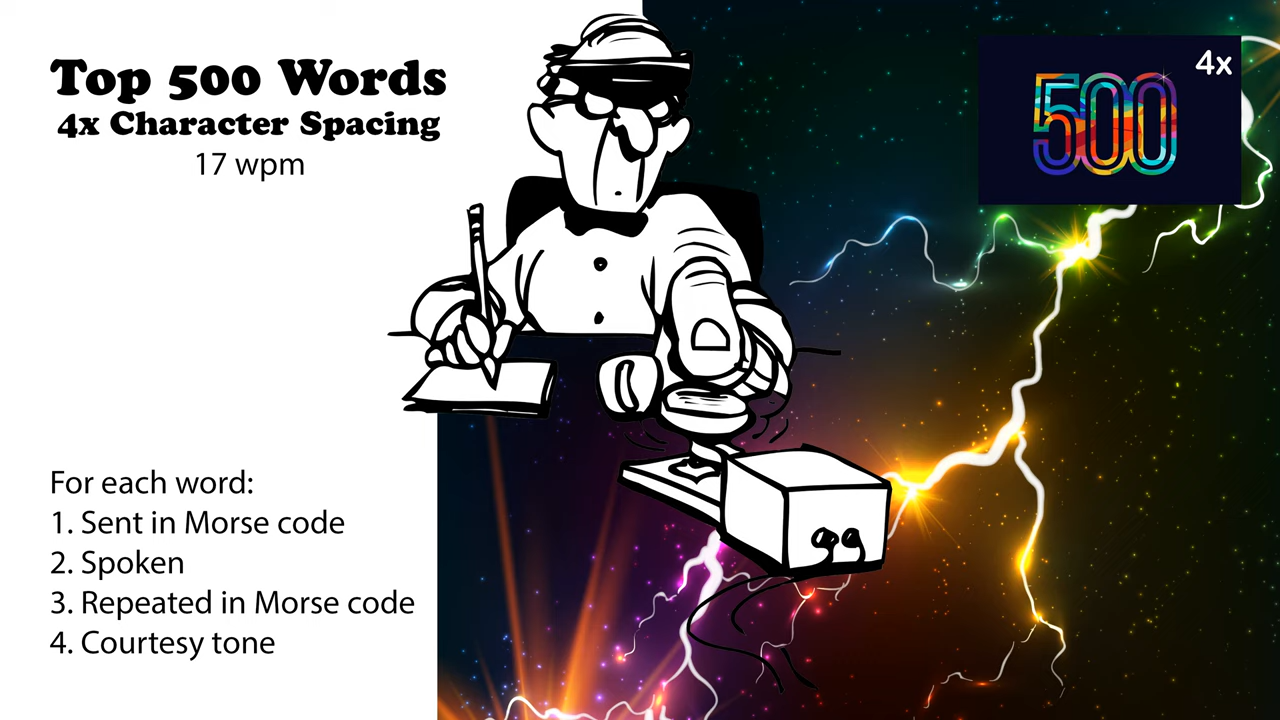 Top 500 Words
4x Character Spacing
17 wpm
4x
500
For each word:
1. Sent in Morse code
2. Spoken
3. Repeated in Morse code
4. Courtesy tone